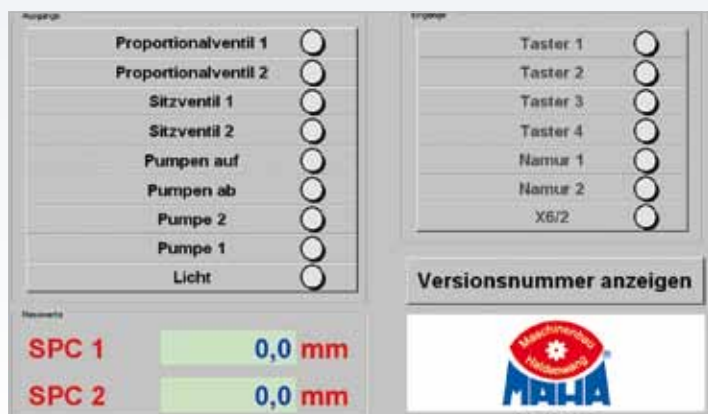 Ausgänge
Proportionalventil 1
Proportionalventil 2
Sitzventil 1
Sitzventil 2
Pumpen auf
Pumpen ab
Pumpe 2
Pumpe 1
Licht
Messwerte
SPC 1 0,0 mm
SPC 2 0,0 mm
Eingänge
Taster 1
Taster 2
Taster 3
Taster 4
Namur 1
Namur 2
X6/2
Versionsnummer anzeigen
Maschinenbau
Haldenwang
MAHA®